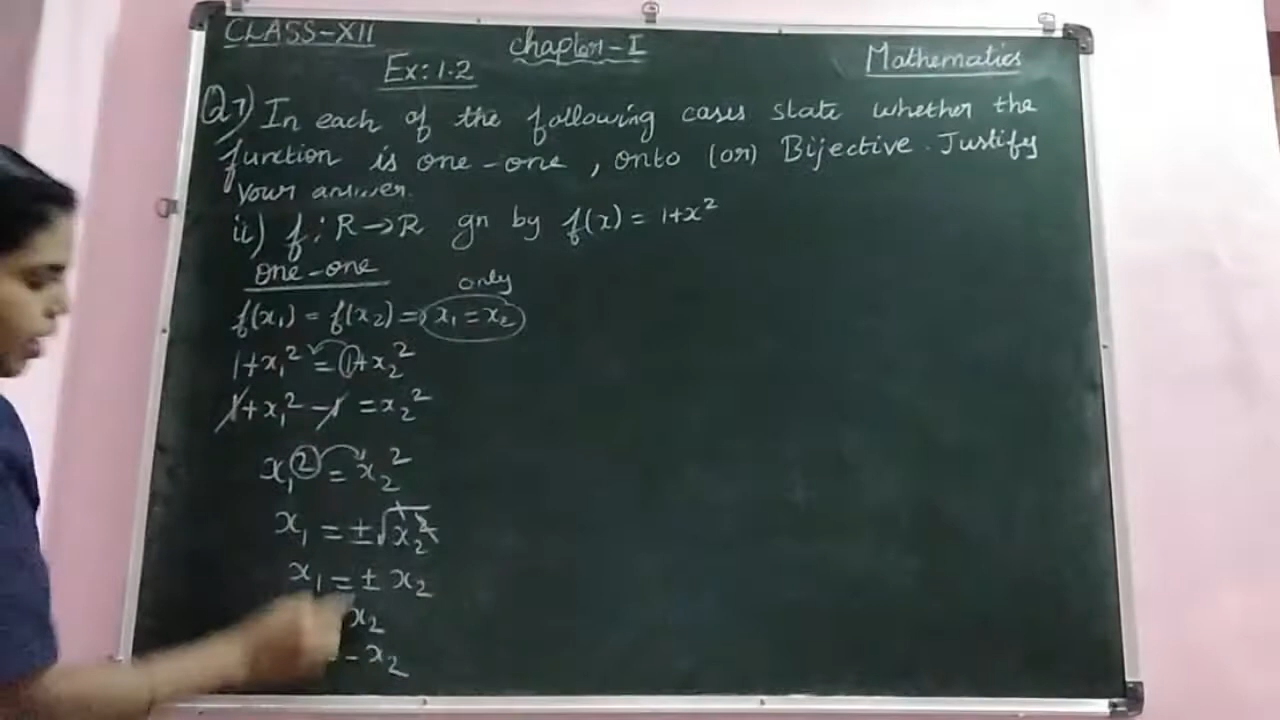 CLASS-XII
chapter-I
Mathematics
Ex: 1.2
Q7) In each of the following cases state whether the
function is one-one, onto (or) Bijective. Justify
your answer.
ii) f: R→R gn by f(x) = 1+x²
one-one
only
f(x₁) = f(x₂) ⇒ x₁ = x₂
1+x₁² = 1+x₂²
1+x₁² - 1 = x₂²
x₁² = x₂²
x₁ = ±√x₂²
x₁ = ± x₂
x₂
- x₂